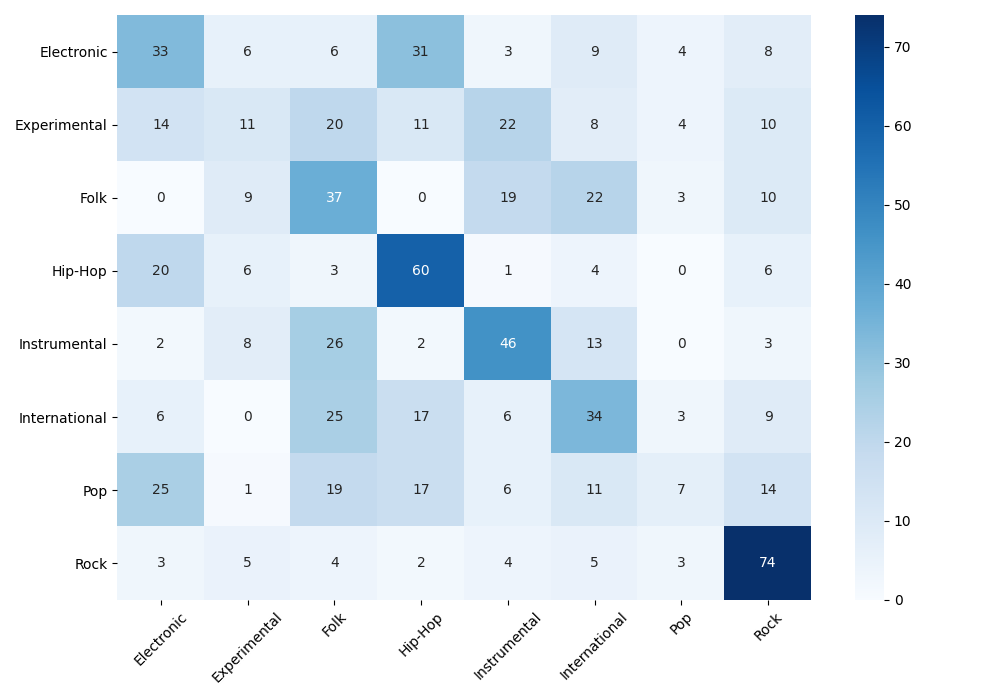 Electronic 33 6 6 31 3 9 4 8
Experimental 14 11 20 11 22 8 4 10
Folk 0 9 37 0 19 22 3 10
Hip-Hop 20 6 3 60 1 4 0 6
Instrumental 2 8 26 2 46 13 0 3
International 6 0 25 17 6 34 3 9
Pop 25 1 19 17 6 11 7 14
Rock 3 5 4 2 4 5 3 74
Electronic Experimental Folk Hip-Hop Instrumental International Pop Rock
70
60
50
40
30
20
10
0